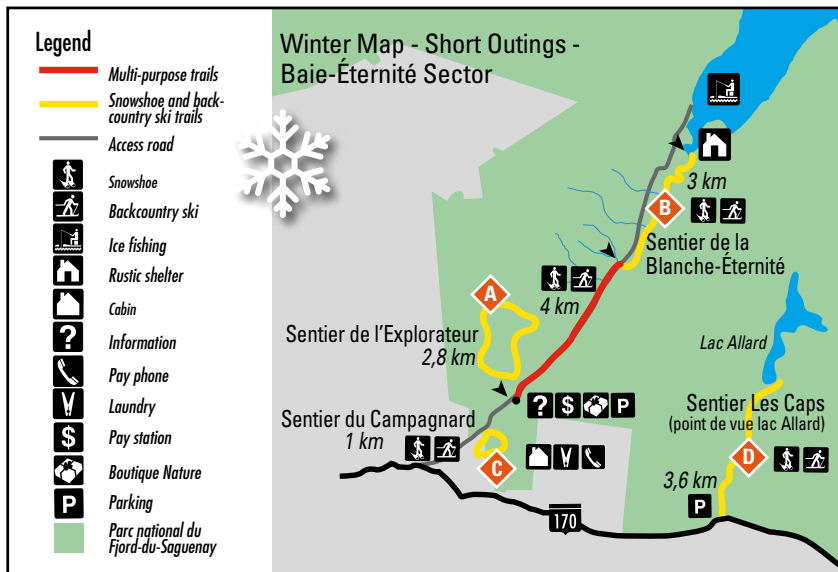 Legend
Multi-purpose trails
Snowshoe and back-
country ski trails
Access road
Snowshoe
Backcountry ski
Ice fishing
Rustic shelter
Cabin
?
Information
Pay phone
Laundry
$
Pay station
Boutique Nature
P
Parking
Parc national du
Fjord-du-Saguenay
Winter Map - Short Outings -
Baie-Éternité Sector
3 km
B
Sentier de la
Blanche-Éternité
4 km
A
Sentier de l'Explorateur
2,8 km
Lac Allard
? $ P
Sentier du Campagnard
1 km
C
Sentier Les Caps
(point de vue lac Allard)
D
3,6 km
P
170